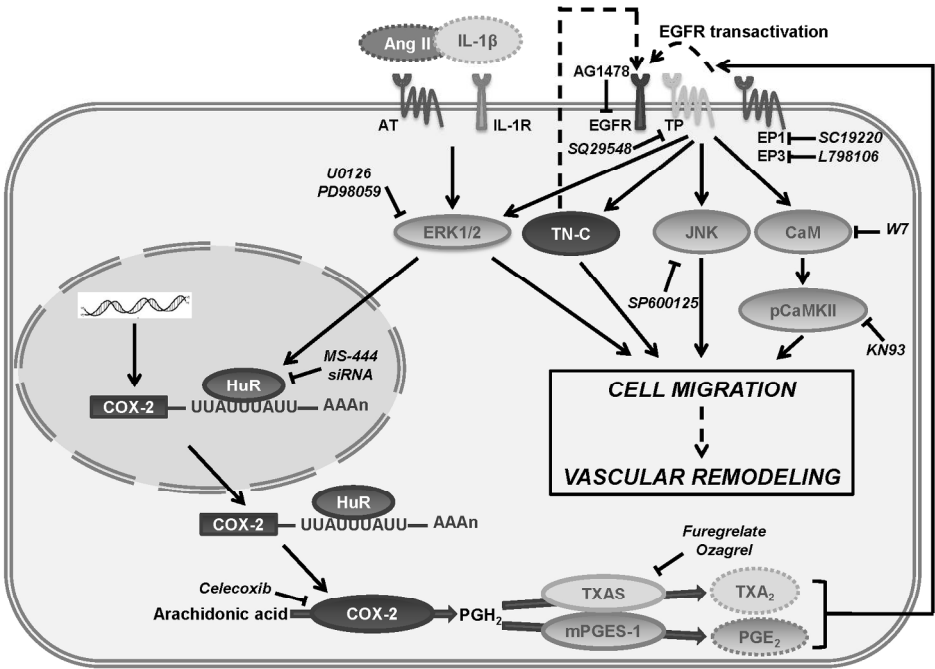 Ang II
IL-1β
EGFR transactivation
AG1478
AT
IL-1R
EGFR
TP
EP1
SC19220
SQ29548
EP3
L798106
U0126
PD98059
ERK1/2
TN-C
JNK
CaM
W7
SP600125
pCaMKII
KN93
MS-444
siRNA
HuR
COX-2
UUAUUUAUU
AAAn
CELL MIGRATION
VASCULAR REMODELING
HuR
COX-2
UUAUUUAUU
AAAn
Furegrelate
Ozagrel
Celecoxib
TXAS
TXA₂
Arachidonic acid
COX-2
PGH₂
mPGES-1
PGE₂